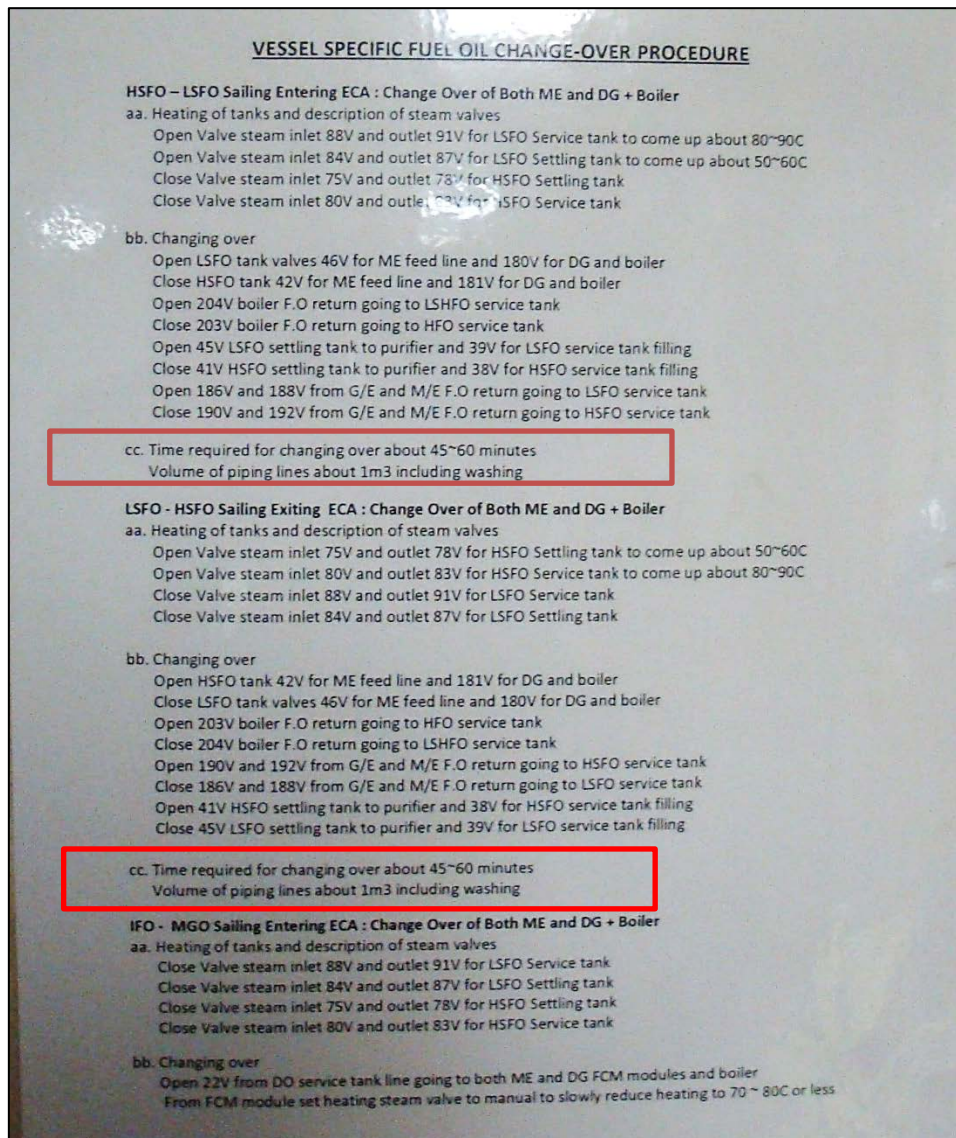 VESSEL SPECIFIC FUEL OIL CHANGE-OVER PROCEDURE
HSFO – LSFO Sailing Entering ECA : Change Over of Both ME and DG + Boiler
aa. Heating of tanks and description of steam valves
Open Valve steam inlet 88V and outlet 91V for LSFO Service tank to come up about 80~90C
Open Valve steam inlet 84V and outlet 87V for LSFO Settling tank to come up about 50~60C
Close Valve steam inlet 75V and outlet 78V for HSFO Settling tank
Close Valve steam inlet 80V and outlet for HSFO Service tank
bb. Changing over
Open LSFO tank valves 46V for ME feed line and 180V for DG and boiler
Close HSFO tank 42V for ME feed line and 181V for DG and boiler
Open 204V boiler F.O return going to LSHFO service tank
Close 203V boiler F.O return going to HFO service tank
Open 45V LSFO settling tank to purifier and 39V for LSFO service tank filling
Close 41V HSFO settling tank to purifier and 38V for HSFO service tank filling
Open 186V and 188V from G/E and M/E F.O return going to LSFO service tank
Close 190V and 192V from G/E and M/E F.O return going to HSFO service tank
cc. Time required for changing over about 45~60 minutes
Volume of piping lines about 1m3 including washing
LSFO - HSFO Sailing Exiting ECA : Change Over of Both ME and DG + Boiler
aa. Heating of tanks and description of steam valves
Open Valve steam inlet 75V and outlet 78V for HSFO Settling tank to come up about 50~60C
Open Valve steam inlet 80V and outlet 83V for HSFO Service tank to come up about 80~90C
Close Valve steam inlet 88V and outlet 91V for LSFO Service tank
Close Valve steam inlet 84V and outlet 87V for LSFO Settling tank
bb. Changing over
Open HSFO tank 42V for ME feed line and 181V for DG and boiler
Close LSFO tank valves 46V for ME feed line and 180V for DG and boiler
Open 203V boiler F.O return going to HFO service tank
Close 204V boiler F.O return going to LSHFO service tank
Open 190V and 192V from G/E and M/E F.O return going to HSFO service tank
Close 186V and 188V from G/E and M/E F.O return going to LSFO service tank
Open 41V HSFO settling tank to purifier and 38V for HSFO service tank filling
Close 45V LSFO settling tank to purifier and 39V for LSFO service tank filling
cc. Time required for changing over about 45~60 minutes
Volume of piping lines about 1m3 including washing
IFO - MGO Sailing Entering ECA : Change Over of Both ME and DG + Boiler
aa. Heating of tanks and description of steam valves
Close Valve steam inlet 88V and outlet 91V for LSFO Service tank
Close Valve steam inlet 84V and outlet 87V for LSFO Settling tank
Close Valve steam inlet 75V and outlet 78V for HSFO Settling tank
Close Valve steam inlet 80V and outlet 83V for HSFO Service tank
bb. Changing over
Open 22V from DO service tank line going to both ME and DG FCM modules and boiler
From FCM module set heating steam valve to manual to slowly reduce heating to 70 ~ 80C or less